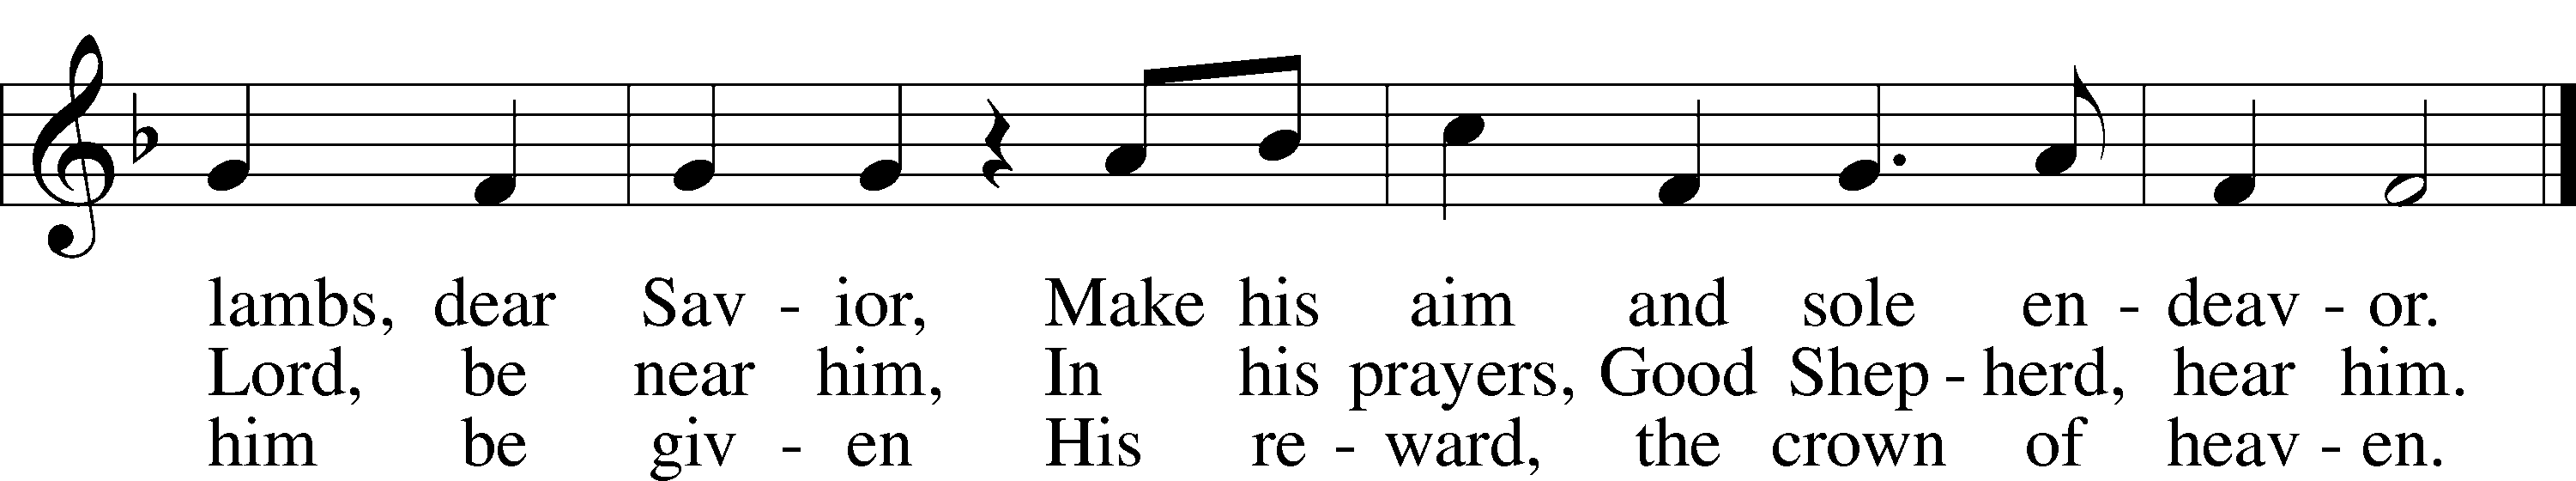 lambs, dear Sav - ior, Make his aim and sole en - deav - or.
Lord, be near him, In his prayers, Good Shep - herd, hear him.
him be giv - en His re - ward, the crown of heav - en.